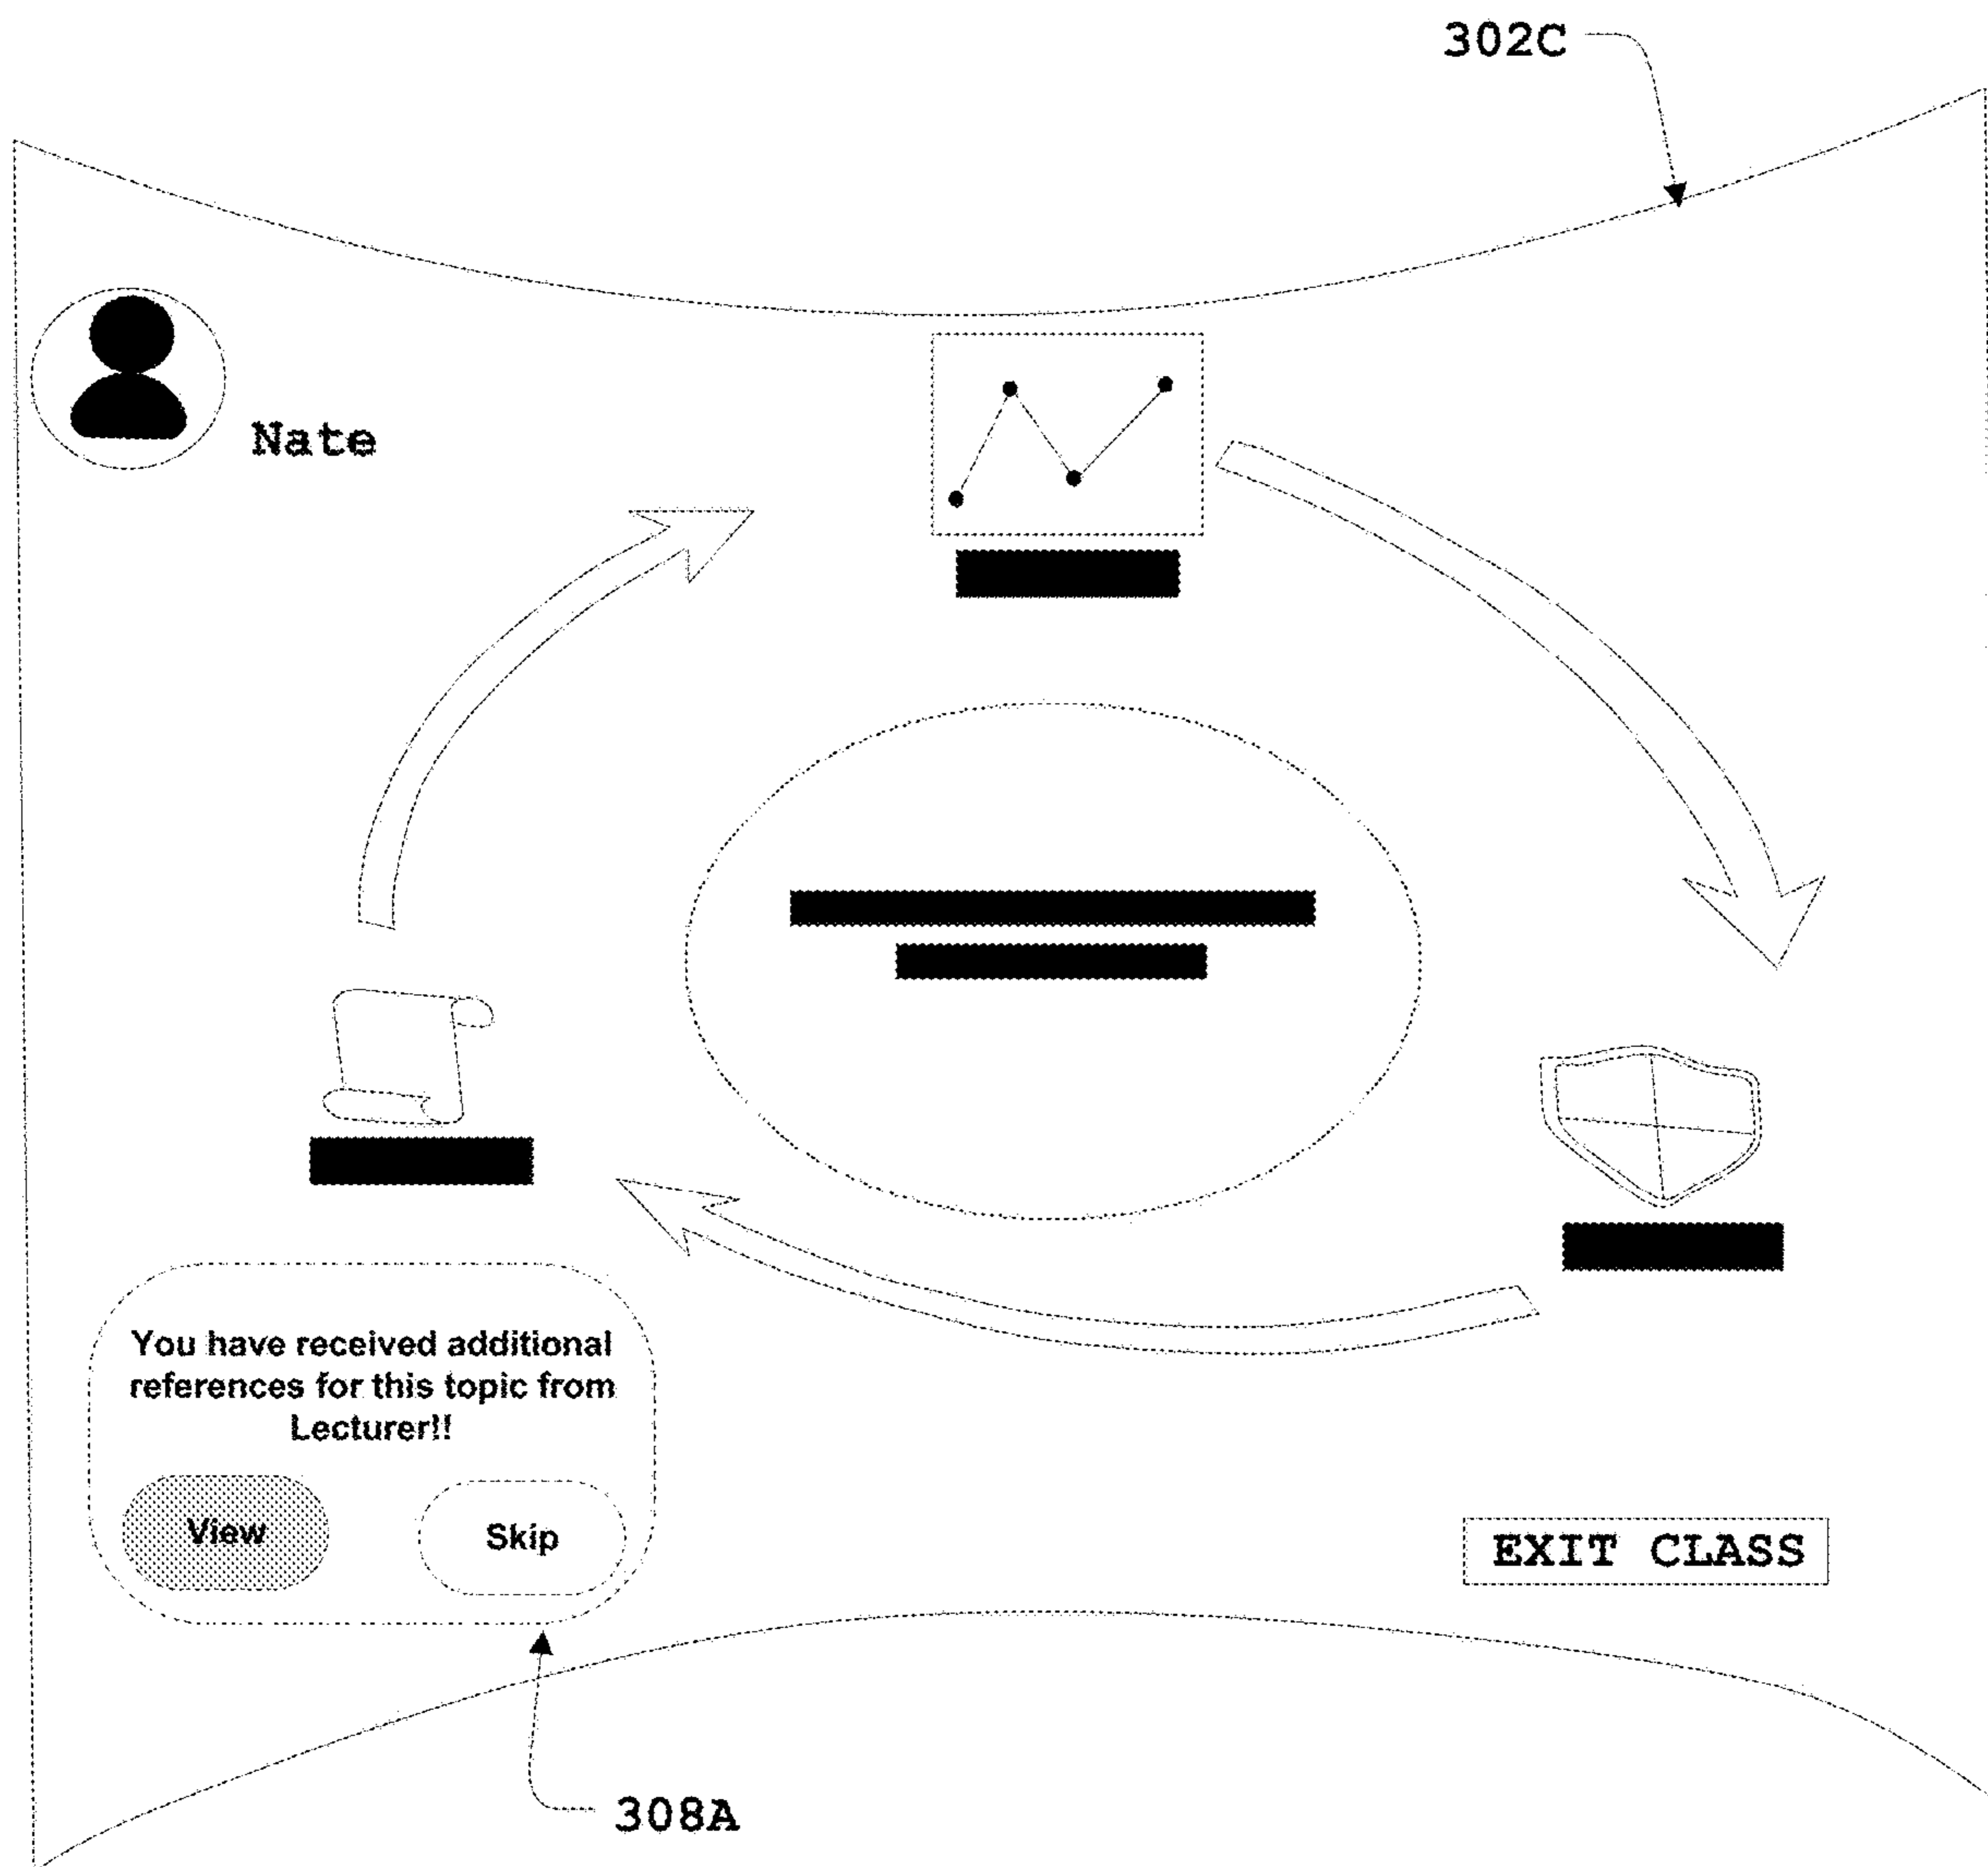 302C
Nate
You have received additional
references for this topic from
Lecturer!!
View
Skip
EXIT CLASS
308A